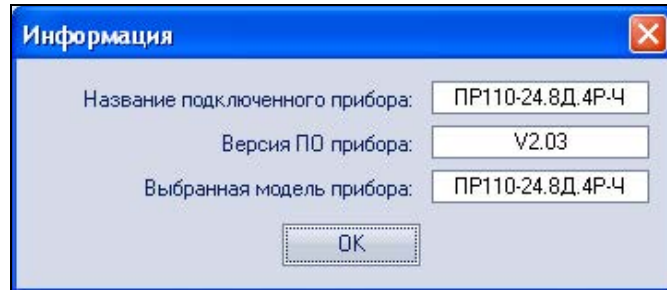 Информация
Название подключенного прибора: ПР110-24.8Д.4Р-Ч
Версия ПО прибора: V2.03
Выбранная модель прибора: ПР110-24.8Д.4Р-Ч
OK